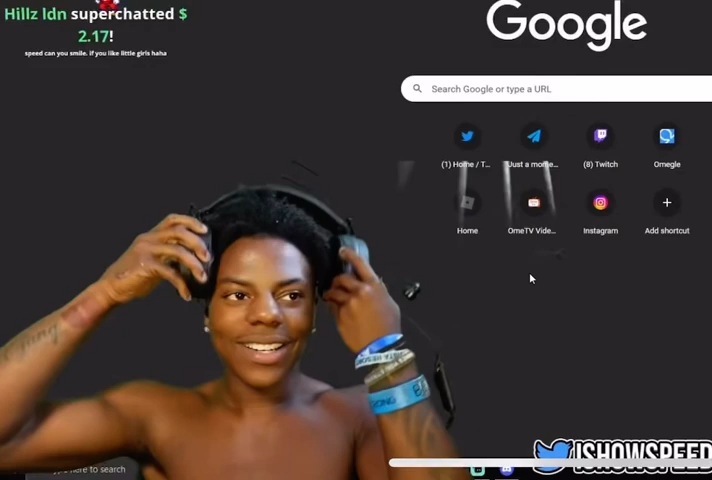 Hillz ldn superchatted $
2.17!
speed can you smile. if you like little girls haha
Google
Search Google or type a URL
(1) Home / T...
Just a mome...
(8) Twitch
Omegle
Home
OmeTV Vide...
Instagram
Add shortcut
ISHOWSPEED
here to search